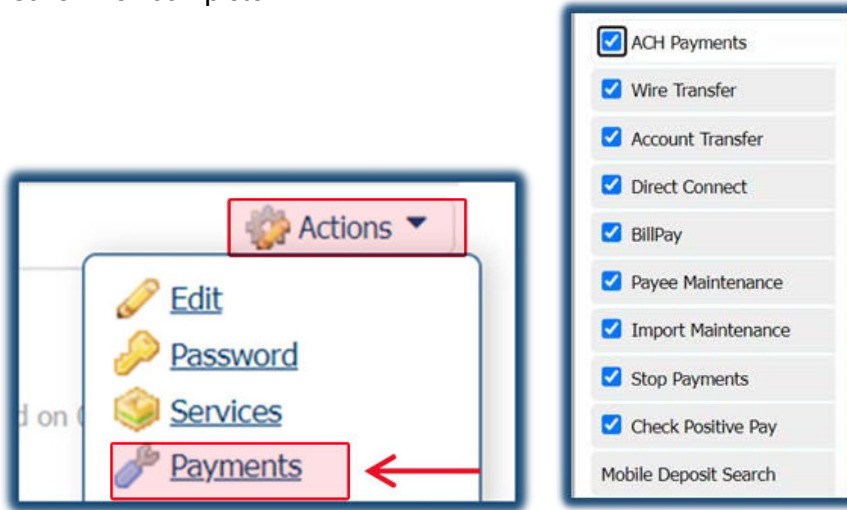 Actions
Edit
Password
Services
Payments
d on
ACH Payments
Wire Transfer
Account Transfer
Direct Connect
BillPay
Payee Maintenance
Import Maintenance
Stop Payments
Check Positive Pay
Mobile Deposit Search